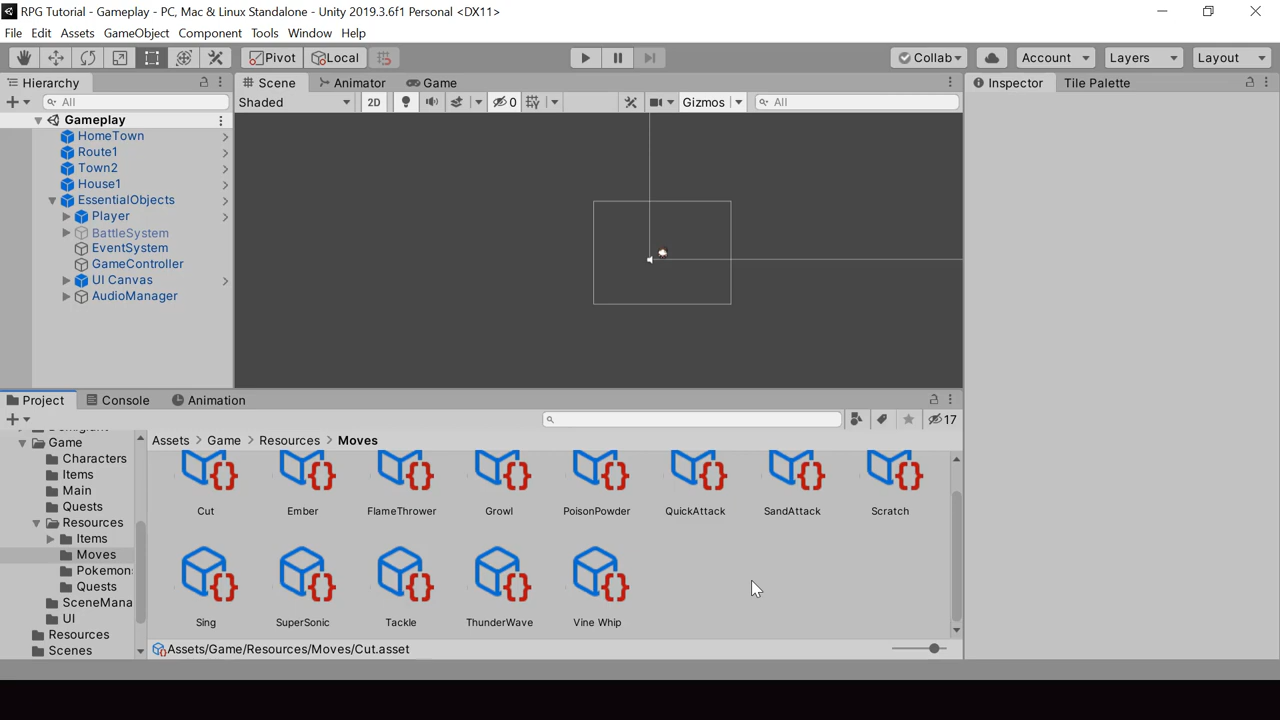 RPG Tutorial - Gameplay - PC, Mac & Linux Standalone - Unity 2019.3.6f1 Personal <DX11>
File Edit Assets GameObject Component Tools Window Help
Pivot Local Collab Account Layers Layout
Hierarchy Scene Animator Game Inspector Tile Palette
All Shaded 2D 0 Gizmos All
Gameplay
HomeTown
Route1
Town2
House1
EssentialObjects
Player
BattleSystem
EventSystem
GameController
UI Canvas
AudioManager
Project Console Animation
17
Game
Characters
Items
Main
Quests
Resources
Items
Moves
Pokemon
Quests
SceneMana
UI
Resources
Scenes
Assets > Game > Resources > Moves
Cut Ember FlameThrower Growl PoisonPowder QuickAttack SandAttack Scratch
Sing SuperSonic Tackle ThunderWave Vine Whip
Assets/Game/Resources/Moves/Cut.asset